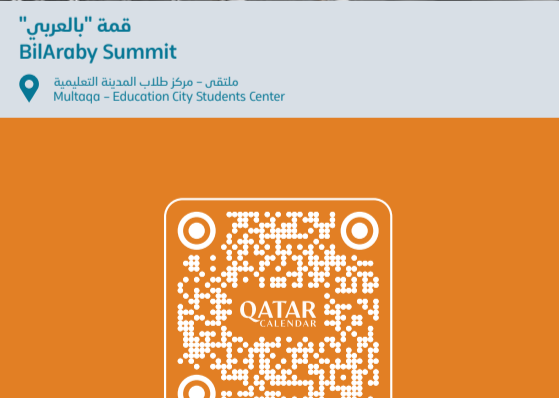 قمة "بالعربي"
BilAraby Summit
ملتقى – مركز طلاب المدينة التعليمية
Multaqa – Education City Students Center
QATAR
CALENDAR